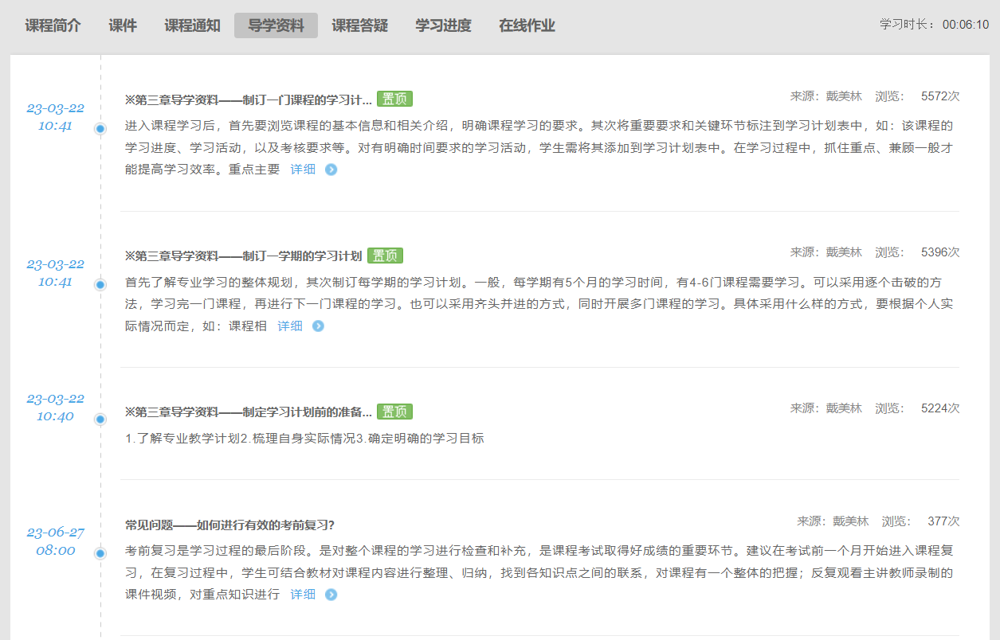 课程简介 课件 课程通知 导学资料 课程答疑 学习进度 在线作业 学习时长： 00:06:10
23-03-22
10:41
※第三章导学资料——制订一门课程的学习计... 置顶 来源：戴美林 浏览： 5572次
进入课程学习后，首先要浏览课程的基本信息和相关介绍，明确课程学习的要求。其次将重要要求和关键环节标注到学习计划表中，如：该课程的
学习进度、学习活动，以及考核要求等。对有明确时间要求的学习活动，学生需将其添加到学习计划表中。在学习过程中，抓住重点、兼顾一般才
能提高学习效率。重点主要 详细
23-03-22
10:41
※第三章导学资料——制订一学期的学习计划 置顶 来源：戴美林 浏览： 5396次
首先了解专业学习的整体规划，其次制订每学期的学习计划。一般，每学期有5个月的学习时间，有4-6门课程需要学习。可以采用逐个击破的方
法，学习完一门课程，再进行下一门课程的学习。也可以采用齐头并进的方式，同时开展多门课程的学习。具体采用什么样的方式，要根据个人实
际情况而定，如：课程相 详细
23-03-22
10:40
※第三章导学资料——制定学习计划前的准备... 置顶 来源：戴美林 浏览： 5224次
1.了解专业教学计划2.梳理自身实际情况3.确定明确的学习目标
23-06-27
08:00
常见问题——如何进行有效的考前复习? 来源：戴美林 浏览： 377次
考前复习是学习过程的最后阶段。是对整个课程的学习进行检查和补充，是课程考试取得好成绩的重要环节。建议在考试前一个月开始进入课程复
习，在复习过程中，学生可结合教材对课程内容进行整理、归纳，找到各知识点之间的联系，对课程有一个整体的把握；反复观看主讲教师录制的
课件视频，对重点知识进行 详细